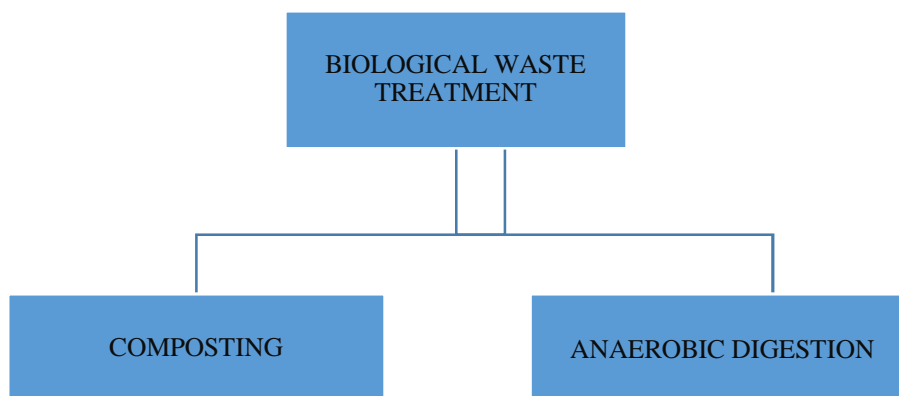 BIOLOGICAL WASTE
TREATMENT
COMPOSTING
ANAEROBIC DIGESTION